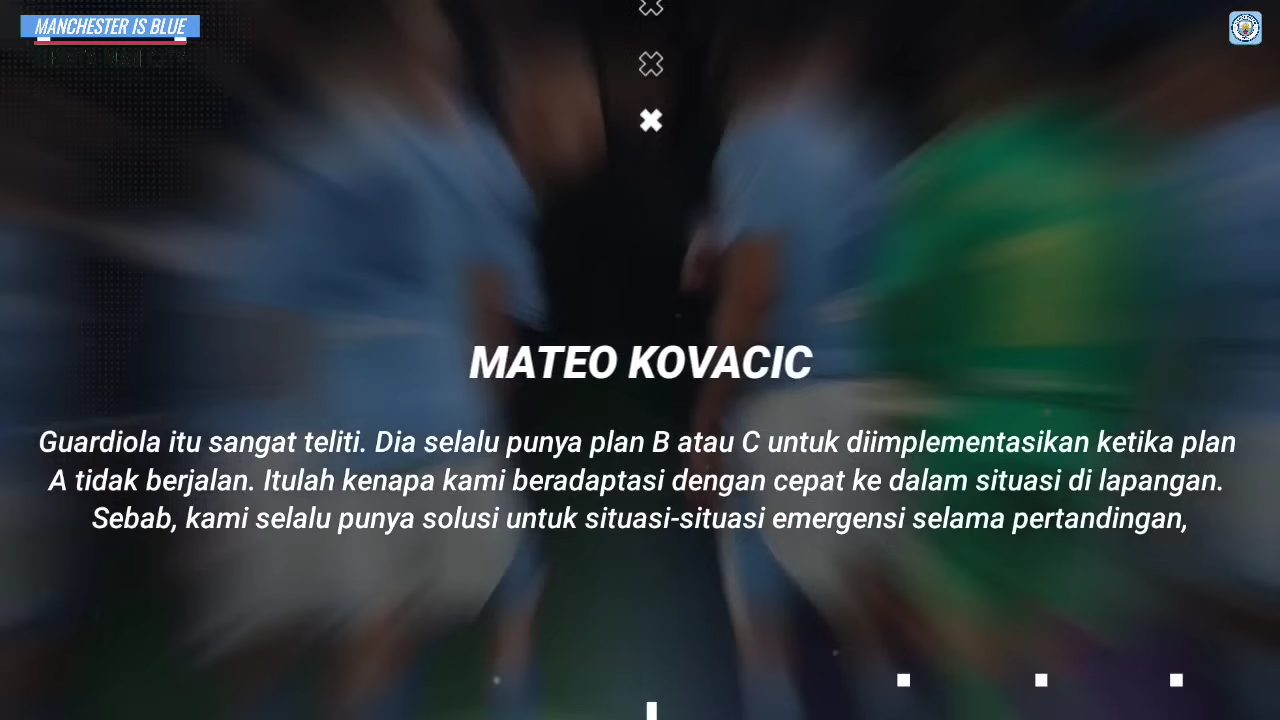 MANCHESTER IS BLUE
MATEO KOVACIC
Guardiola itu sangat teliti. Dia selalu punya plan B atau C untuk diimplementasikan ketika plan
A tidak berjalan. Itulah kenapa kami beradaptasi dengan cepat ke dalam situasi di lapangan.
Sebab, kami selalu punya solusi untuk situasi-situasi emergensi selama pertandingan,